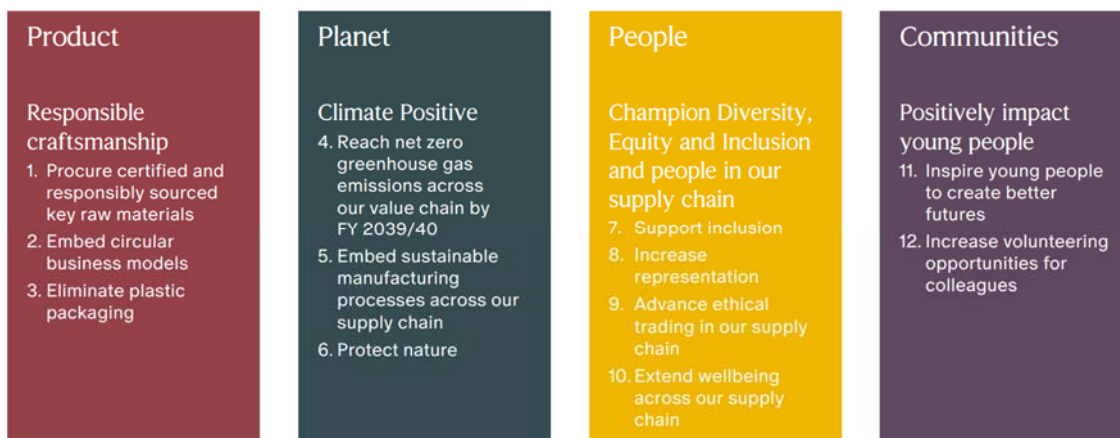 Product
Responsible
craftsmanship
1. Procure certified and
responsibly sourced
key raw materials
2. Embed circular
business models
3. Eliminate plastic
packaging
Planet
Climate Positive
4. Reach net zero
greenhouse gas
emissions across
our value chain by
FY 2039/40
5. Embed sustainable
manufacturing
processes across our
supply chain
6. Protect nature
People
Champion Diversity,
Equity and Inclusion
and people in our
supply chain
7. Support inclusion
8. Increase
representation
9. Advance ethical
trading in our supply
chain
10. Extend wellbeing
across our supply
chain
Communities
Positively impact
young people
11. Inspire young people
to create better
futures
12. Increase volunteering
opportunities for
colleagues